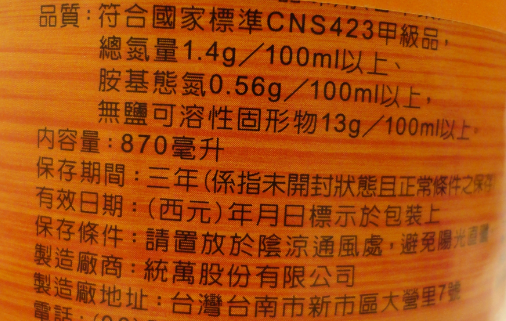 品質：符合國家標準CNS423甲級品，
總氮量1.4g／100ml以上、
胺基態氮0.56g／100ml以上，
無鹽可溶性固形物13g／100ml以上。
內容量：870毫升
保存期間：三年(係指未開封狀態且正常條件之保存
有效日期：(西元)年月日標示於包裝上
保存條件：請置放於陰涼通風處，避免陽光直
製造廠商：統萬股份有限公司
製造廠地址：台灣台南市新市區大營里7號
電話：